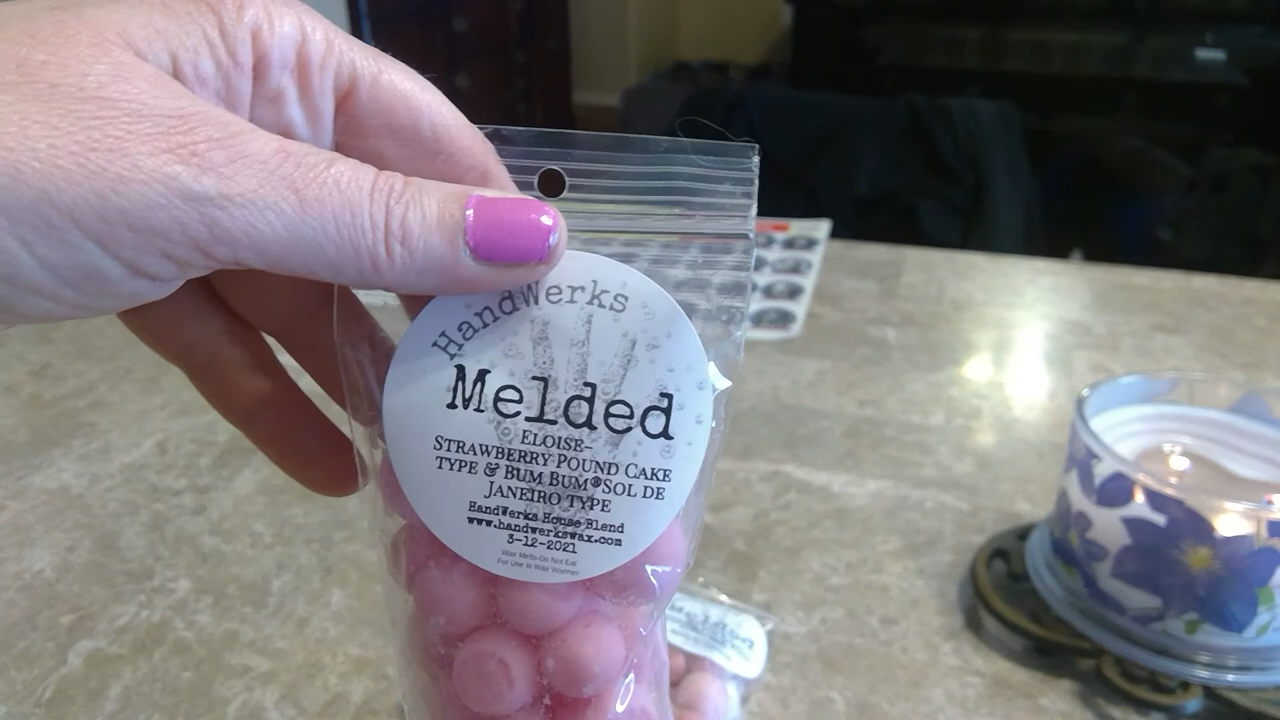 HandWerks
Melded
Eloise-
Strawberry Pound Cake
Type & Bum Bum® Sol de
Janeiro Type
HandWerks House Blend
www.handwerkswax.com
3-12-2021
Wax Melts-Do Not Eat
For Use In Wax Warmer
Melded